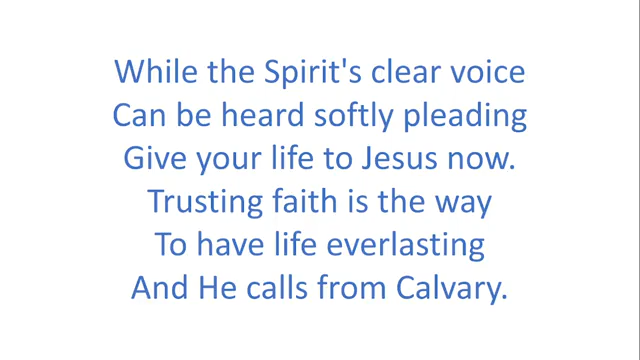 While the Spirit's clear voice
Can be heard softly pleading
Give your life to Jesus now.
Trusting faith is the way
To have life everlasting
And He calls from Calvary.